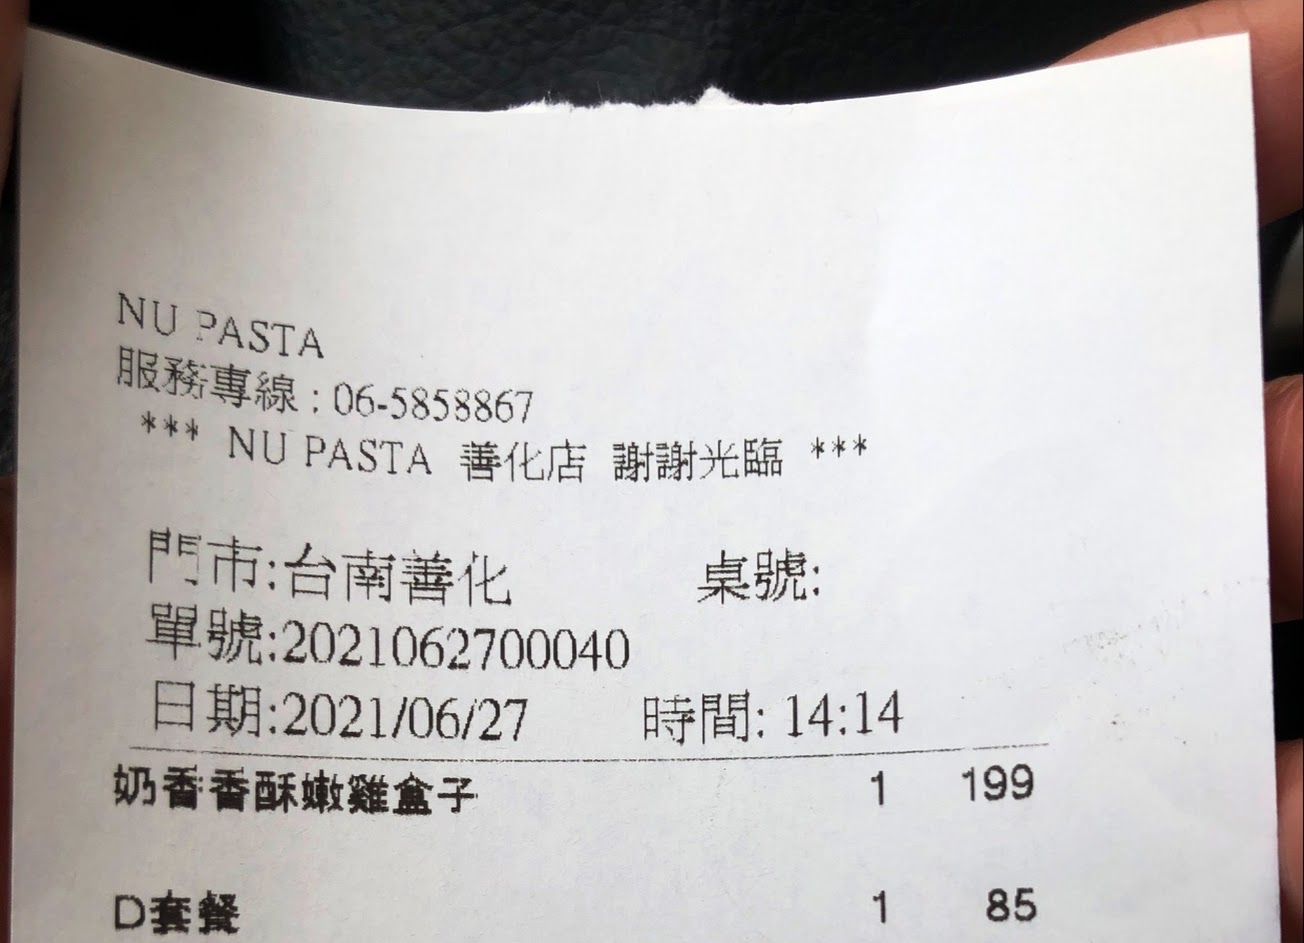 NU PASTA
服務專線 : 06-5858867
*** NU PASTA 善化店 謝謝光臨 ***
門市:台南善化 桌號:
單號:2021062700040
日期:2021/06/27 時間: 14:14
奶香香酥嫩雞盒子 1 199
D套餐 1 85